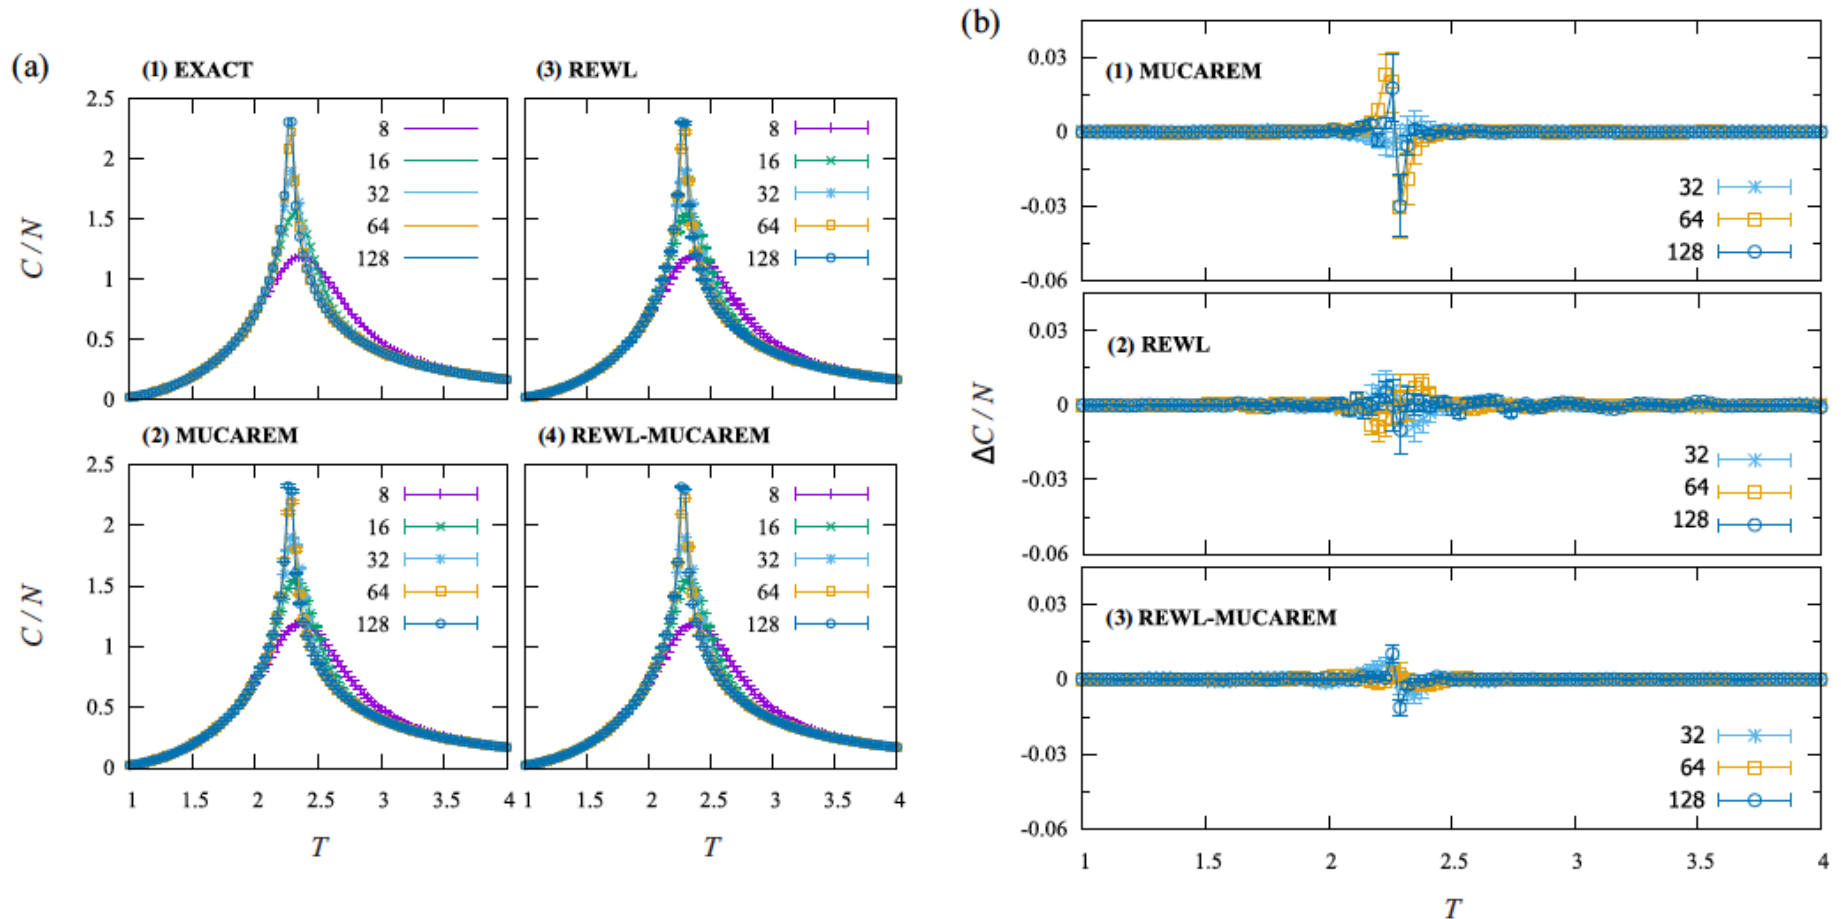 (a)
(1) EXACT
(3) REWL
2.5
2
1.5
1
0.5
0
C / N
8
16
32
64
128
8
16
32
64
128
(2) MUCAREM
(4) REWL-MUCAREM
2.5
2
1.5
1
0.5
0
C / N
8
16
32
64
128
8
16
32
64
128
1 1.5 2 2.5 3 3.5 4
1 1.5 2 2.5 3 3.5 4
T
T
(b)
(1) MUCAREM
0.03
0
-0.03
-0.06
32
64
128
(2) REWL
0.03
0
-0.03
-0.06
32
64
128
ΔC / N
(3) REWL-MUCAREM
0.03
0
-0.03
-0.06
32
64
128
1 1.5 2 2.5 3 3.5 4
T